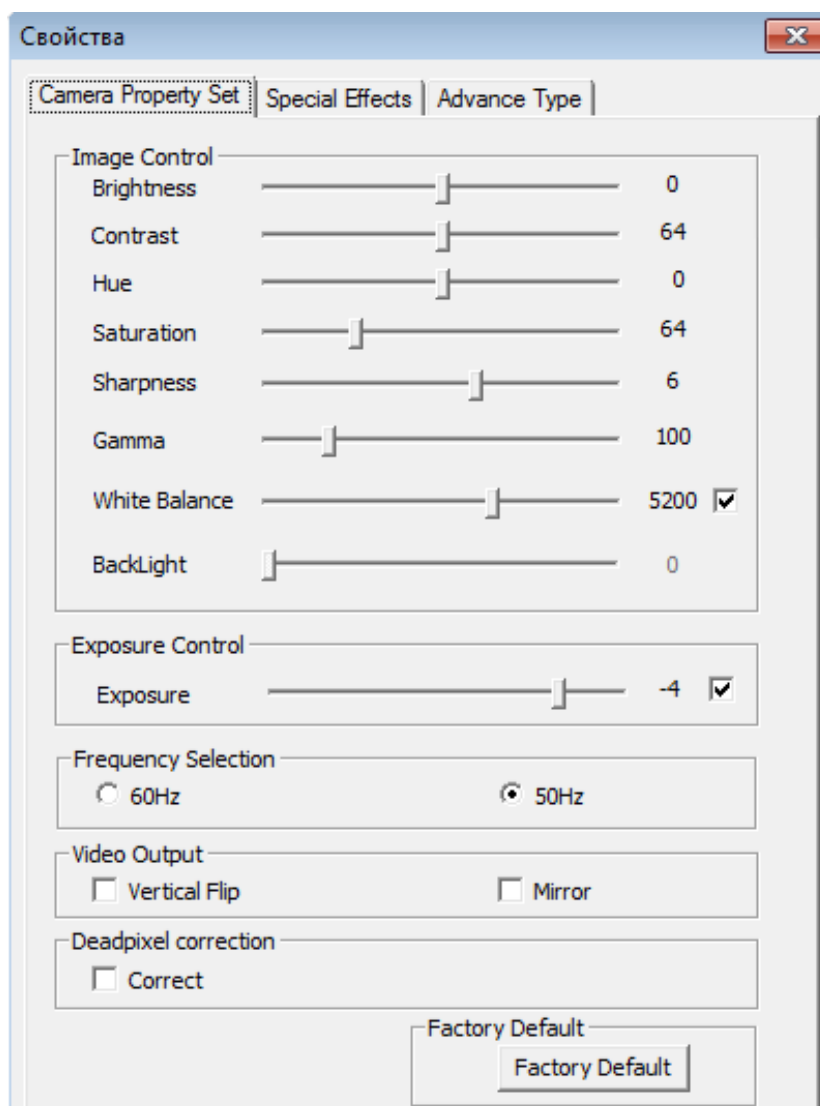 Свойства
Camera Property Set Special Effects Advance Type
Image Control
Brightness 0
Contrast 64
Hue 0
Saturation 64
Sharpness 6
Gamma 100
White Balance 5200
BackLight 0
Exposure Control
Exposure -4
Frequency Selection
60Hz 50Hz
Video Output
Vertical Flip Mirror
Deadpixel correction
Correct
Factory Default
Factory Default